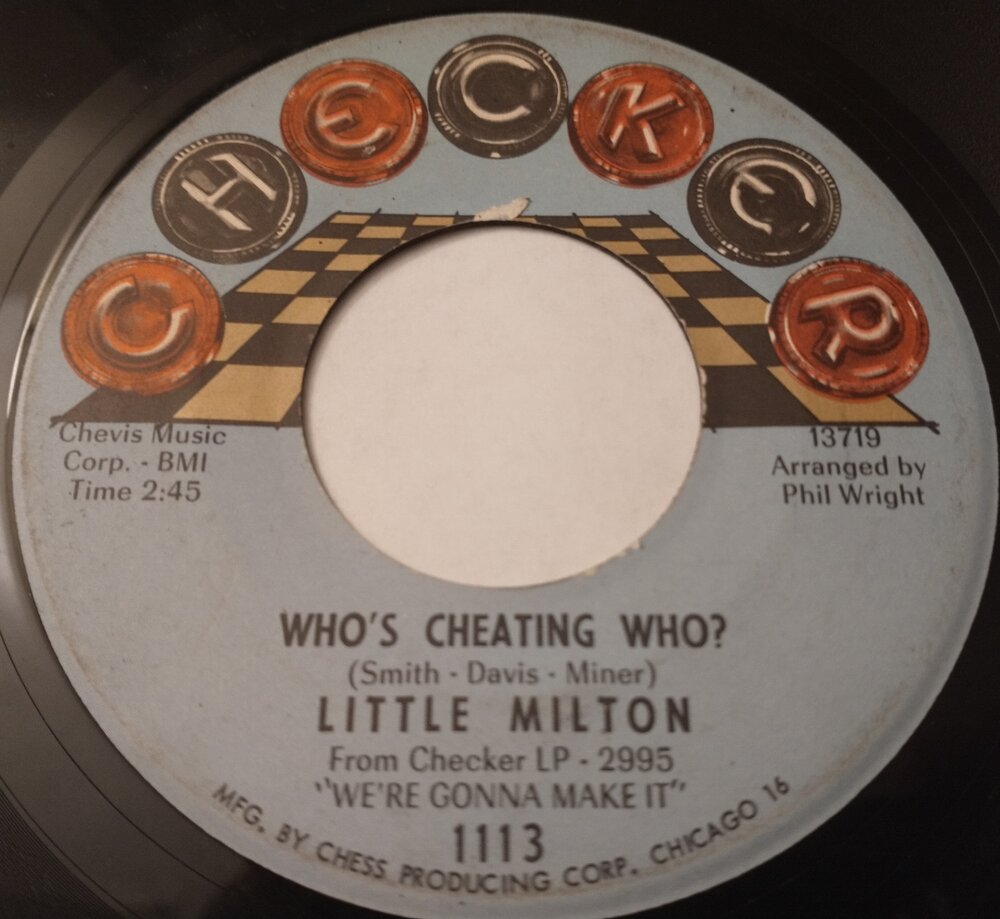 CHECKER
Chevis Music
Corp. - BMI
Time 2:45
13719
Arranged by
Phil Wright
WHO'S CHEATING WHO?
(Smith - Davis - Miner)
LITTLE MILTON
From Checker LP - 2995
"WE'RE GONNA MAKE IT"
1113
MFG. BY CHESS PRODUCING CORP. CHICAGO 16